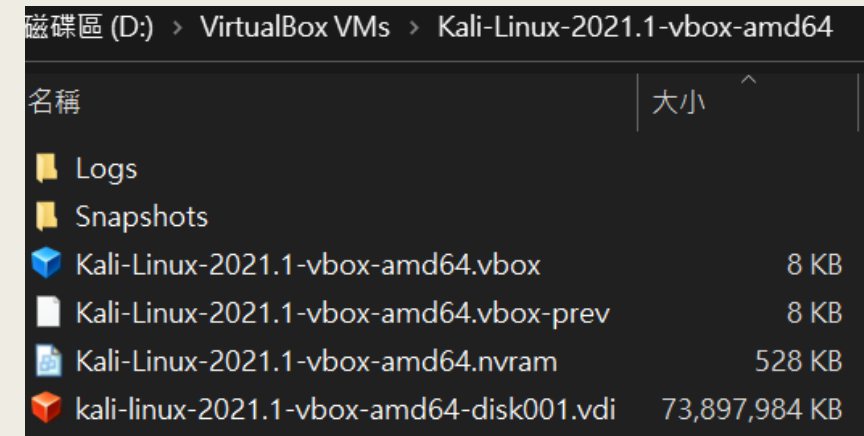 磁碟區 (D:) › VirtualBox VMs › Kali-Linux-2021.1-vbox-amd64
名稱 大小
Logs
Snapshots
Kali-Linux-2021.1-vbox-amd64.vbox 8 KB
Kali-Linux-2021.1-vbox-amd64.vbox-prev 8 KB
Kali-Linux-2021.1-vbox-amd64.nvram 528 KB
kali-linux-2021.1-vbox-amd64-disk001.vdi 73,897,984 KB